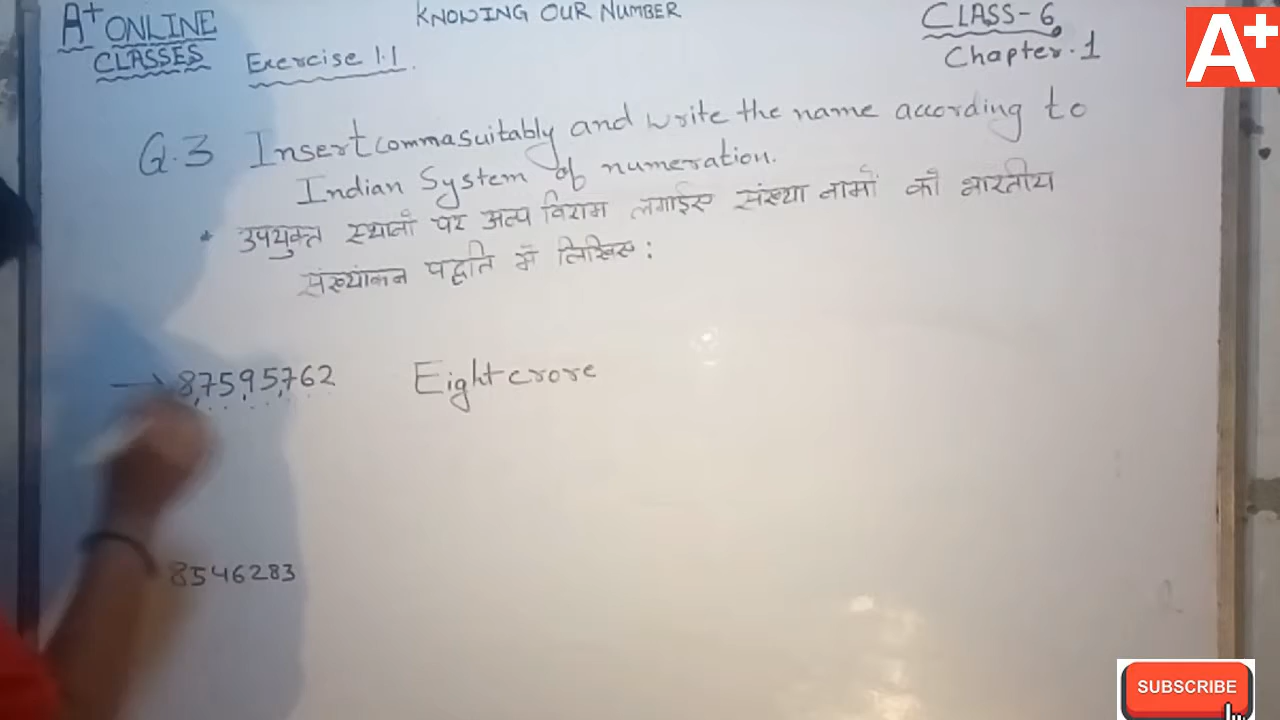 A+ ONLINE
CLASSES
KNOWING OUR NUMBER
CLASS-6
Chapter.1
A+
Exercise 1.1.
Q.3 Insert comma suitably and write the name according to
Indian System of numeration.
* उपयुक्त स्थानों पर अल्प विराम लगाईए संख्या नामों को भारतीय
संख्यांकन पद्धति में लिखिए :
→ 8,75,95,762 Eight crore
8546283
SUBSCRIBE